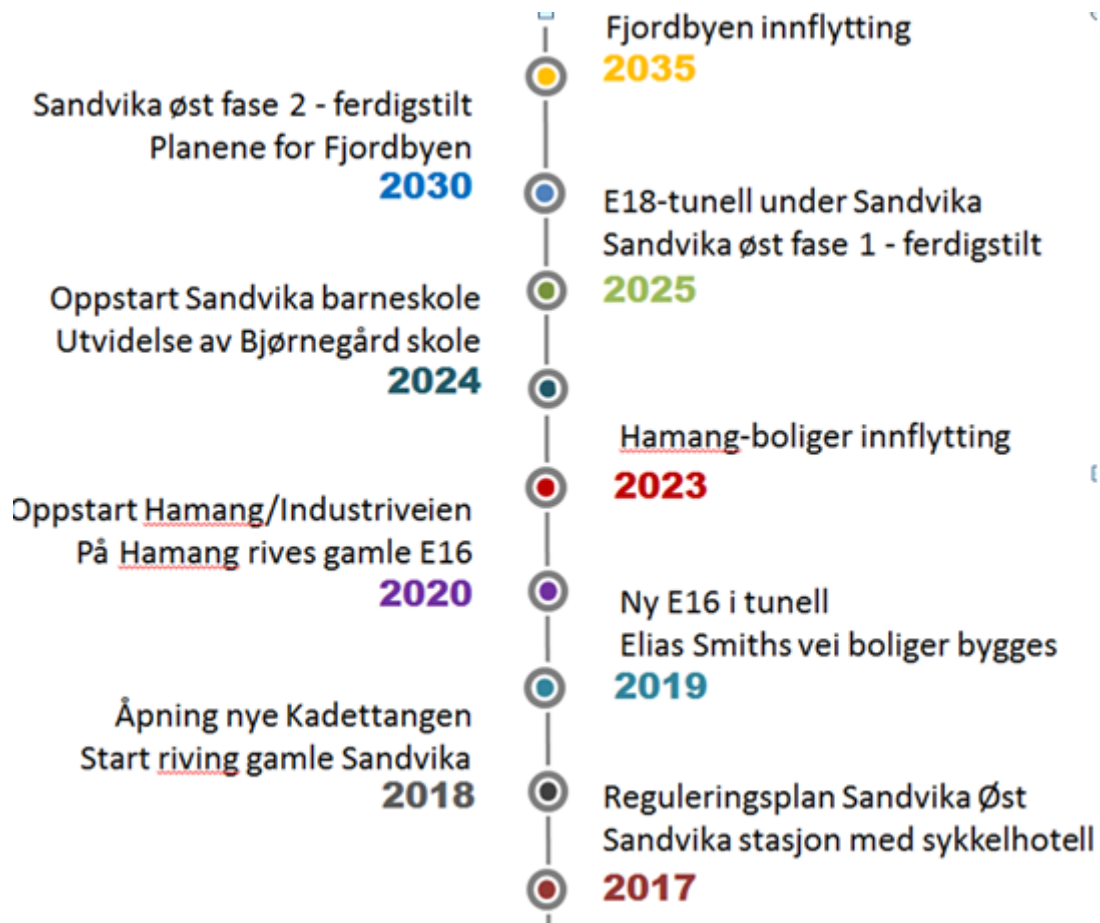 Fjordbyen innflytting
2035
Sandvika øst fase 2 - ferdigstilt
Planene for Fjordbyen
2030
E18-tunell under Sandvika
Sandvika øst fase 1 - ferdigstilt
2025
Oppstart Sandvika barneskole
Utvidelse av Bjørnegård skole
2024
Hamang-boliger innflytting
2023
Oppstart Hamang/Industriveien
På Hamang rives gamle E16
2020
Ny E16 i tunell
Elias Smiths vei boliger bygges
2019
Åpning nye Kadettangen
Start riving gamle Sandvika
2018
Reguleringsplan Sandvika Øst
Sandvika stasjon med sykkelhotell
2017